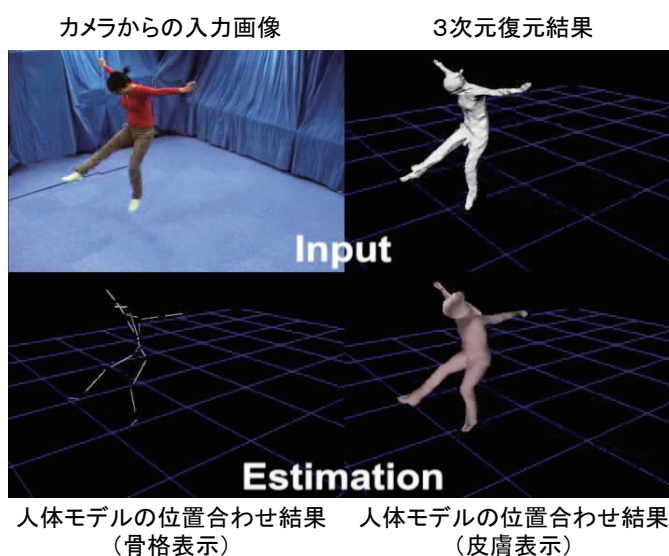 カメラからの入力画像
3次元復元結果
Input
Estimation
人体モデルの位置合わせ結果
(骨格表示)
人体モデルの位置合わせ結果
(皮膚表示)